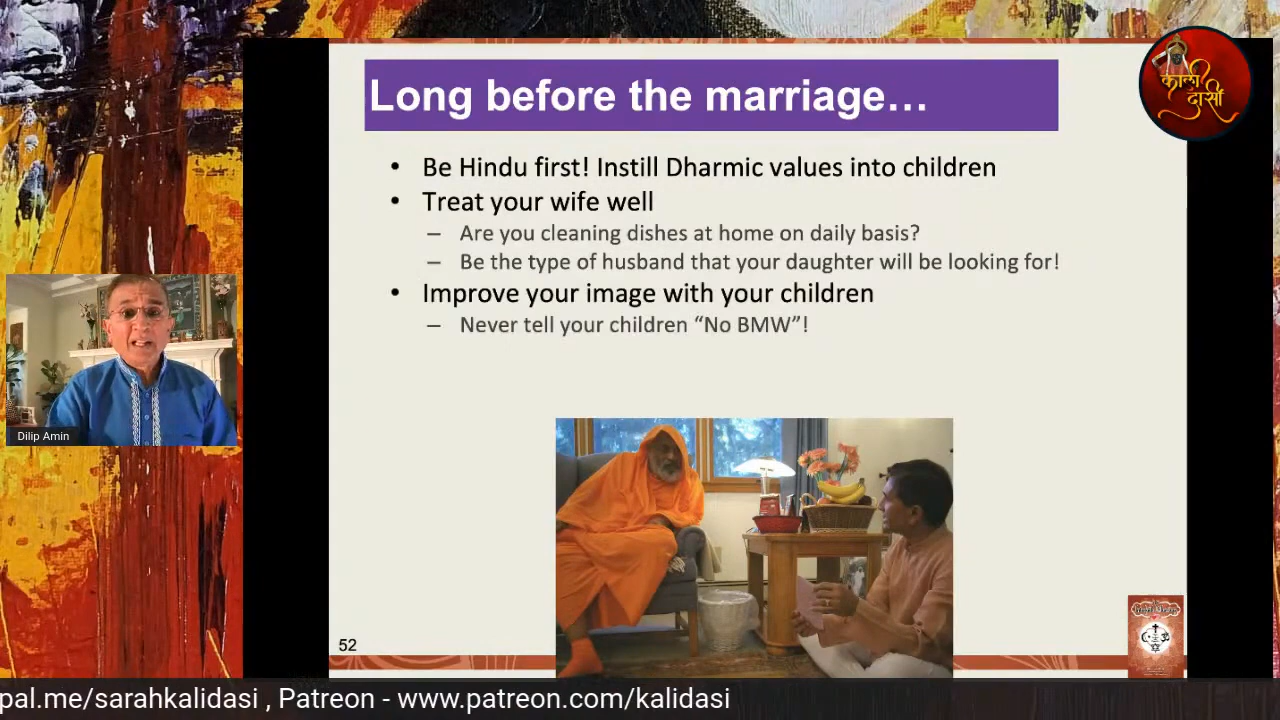 काली
दासी
Long before the marriage…
• Be Hindu first! Instill Dharmic values into children
• Treat your wife well
– Are you cleaning dishes at home on daily basis?
– Be the type of husband that your daughter will be looking for!
• Improve your image with your children
– Never tell your children “No BMW”!
Dilip Amin
52
pal.me/sarahkalidasi , Patreon - www.patreon.com/kalidasi